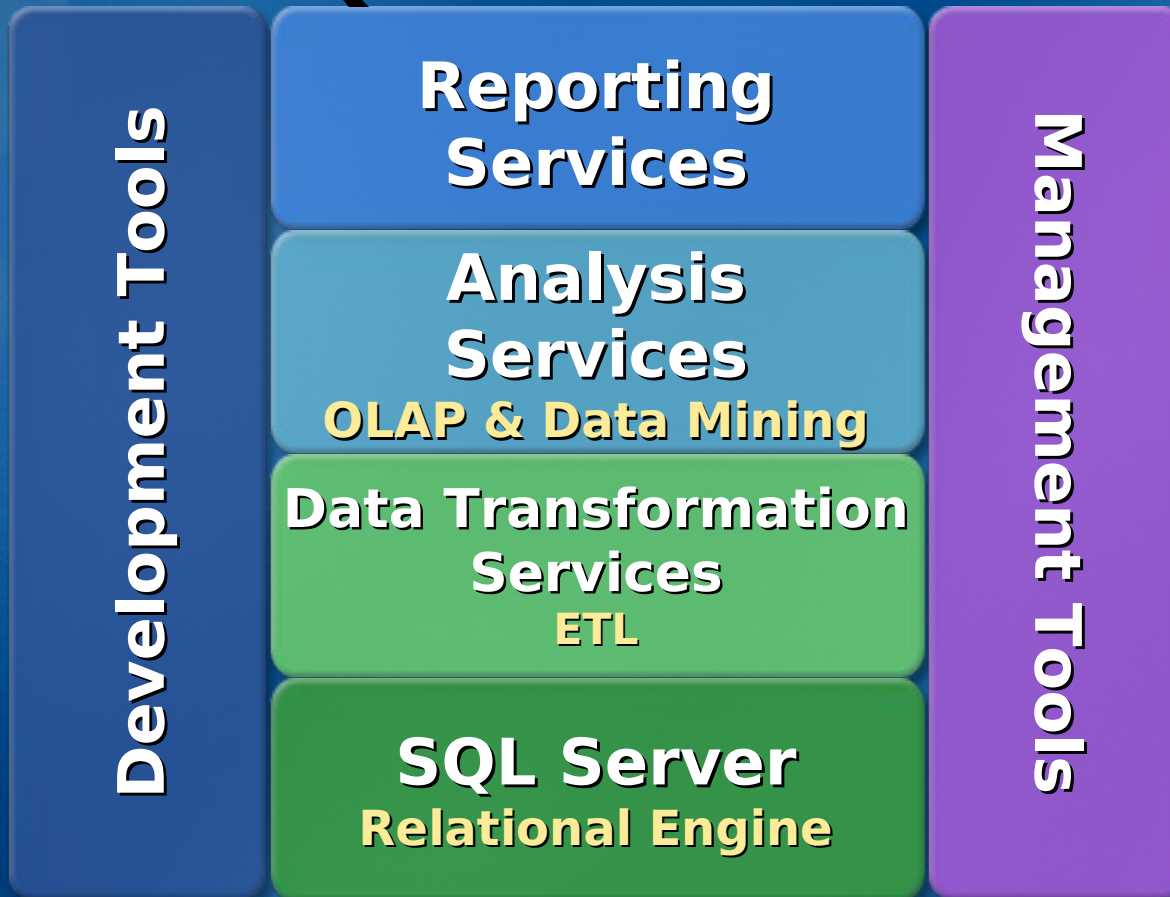 Development Tools
Reporting
Services
Analysis
Services
OLAP & Data Mining
Data Transformation
Services
ETL
SQL Server
Relational Engine
Management Tools